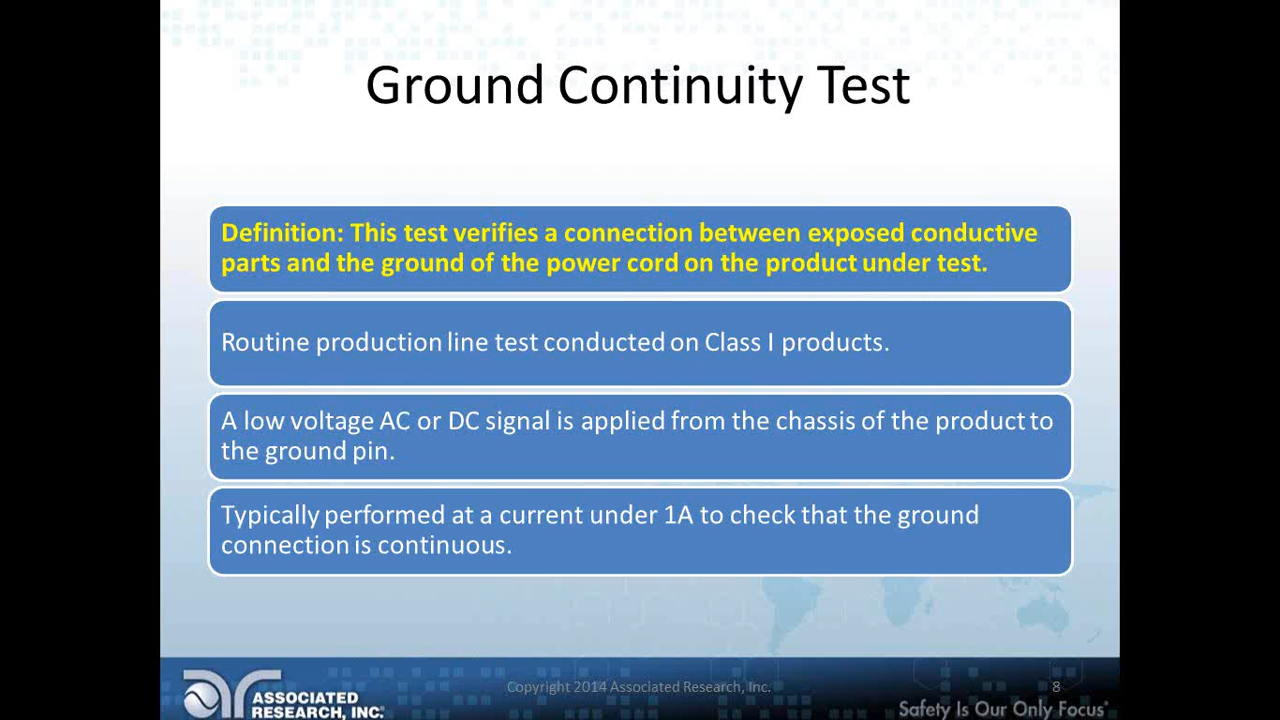 Ground Continuity Test
Definition: This test verifies a connection between exposed conductive
parts and the ground of the power cord on the product under test.
Routine production line test conducted on Class I products.
A low voltage AC or DC signal is applied from the chassis of the product to
the ground pin.
Typically performed at a current under 1A to check that the ground
connection is continuous.
ASSOCIATED
RESEARCH, INC.
Copyright 2014 Associated Research, Inc.
8
Safety Is Our Only Focus®